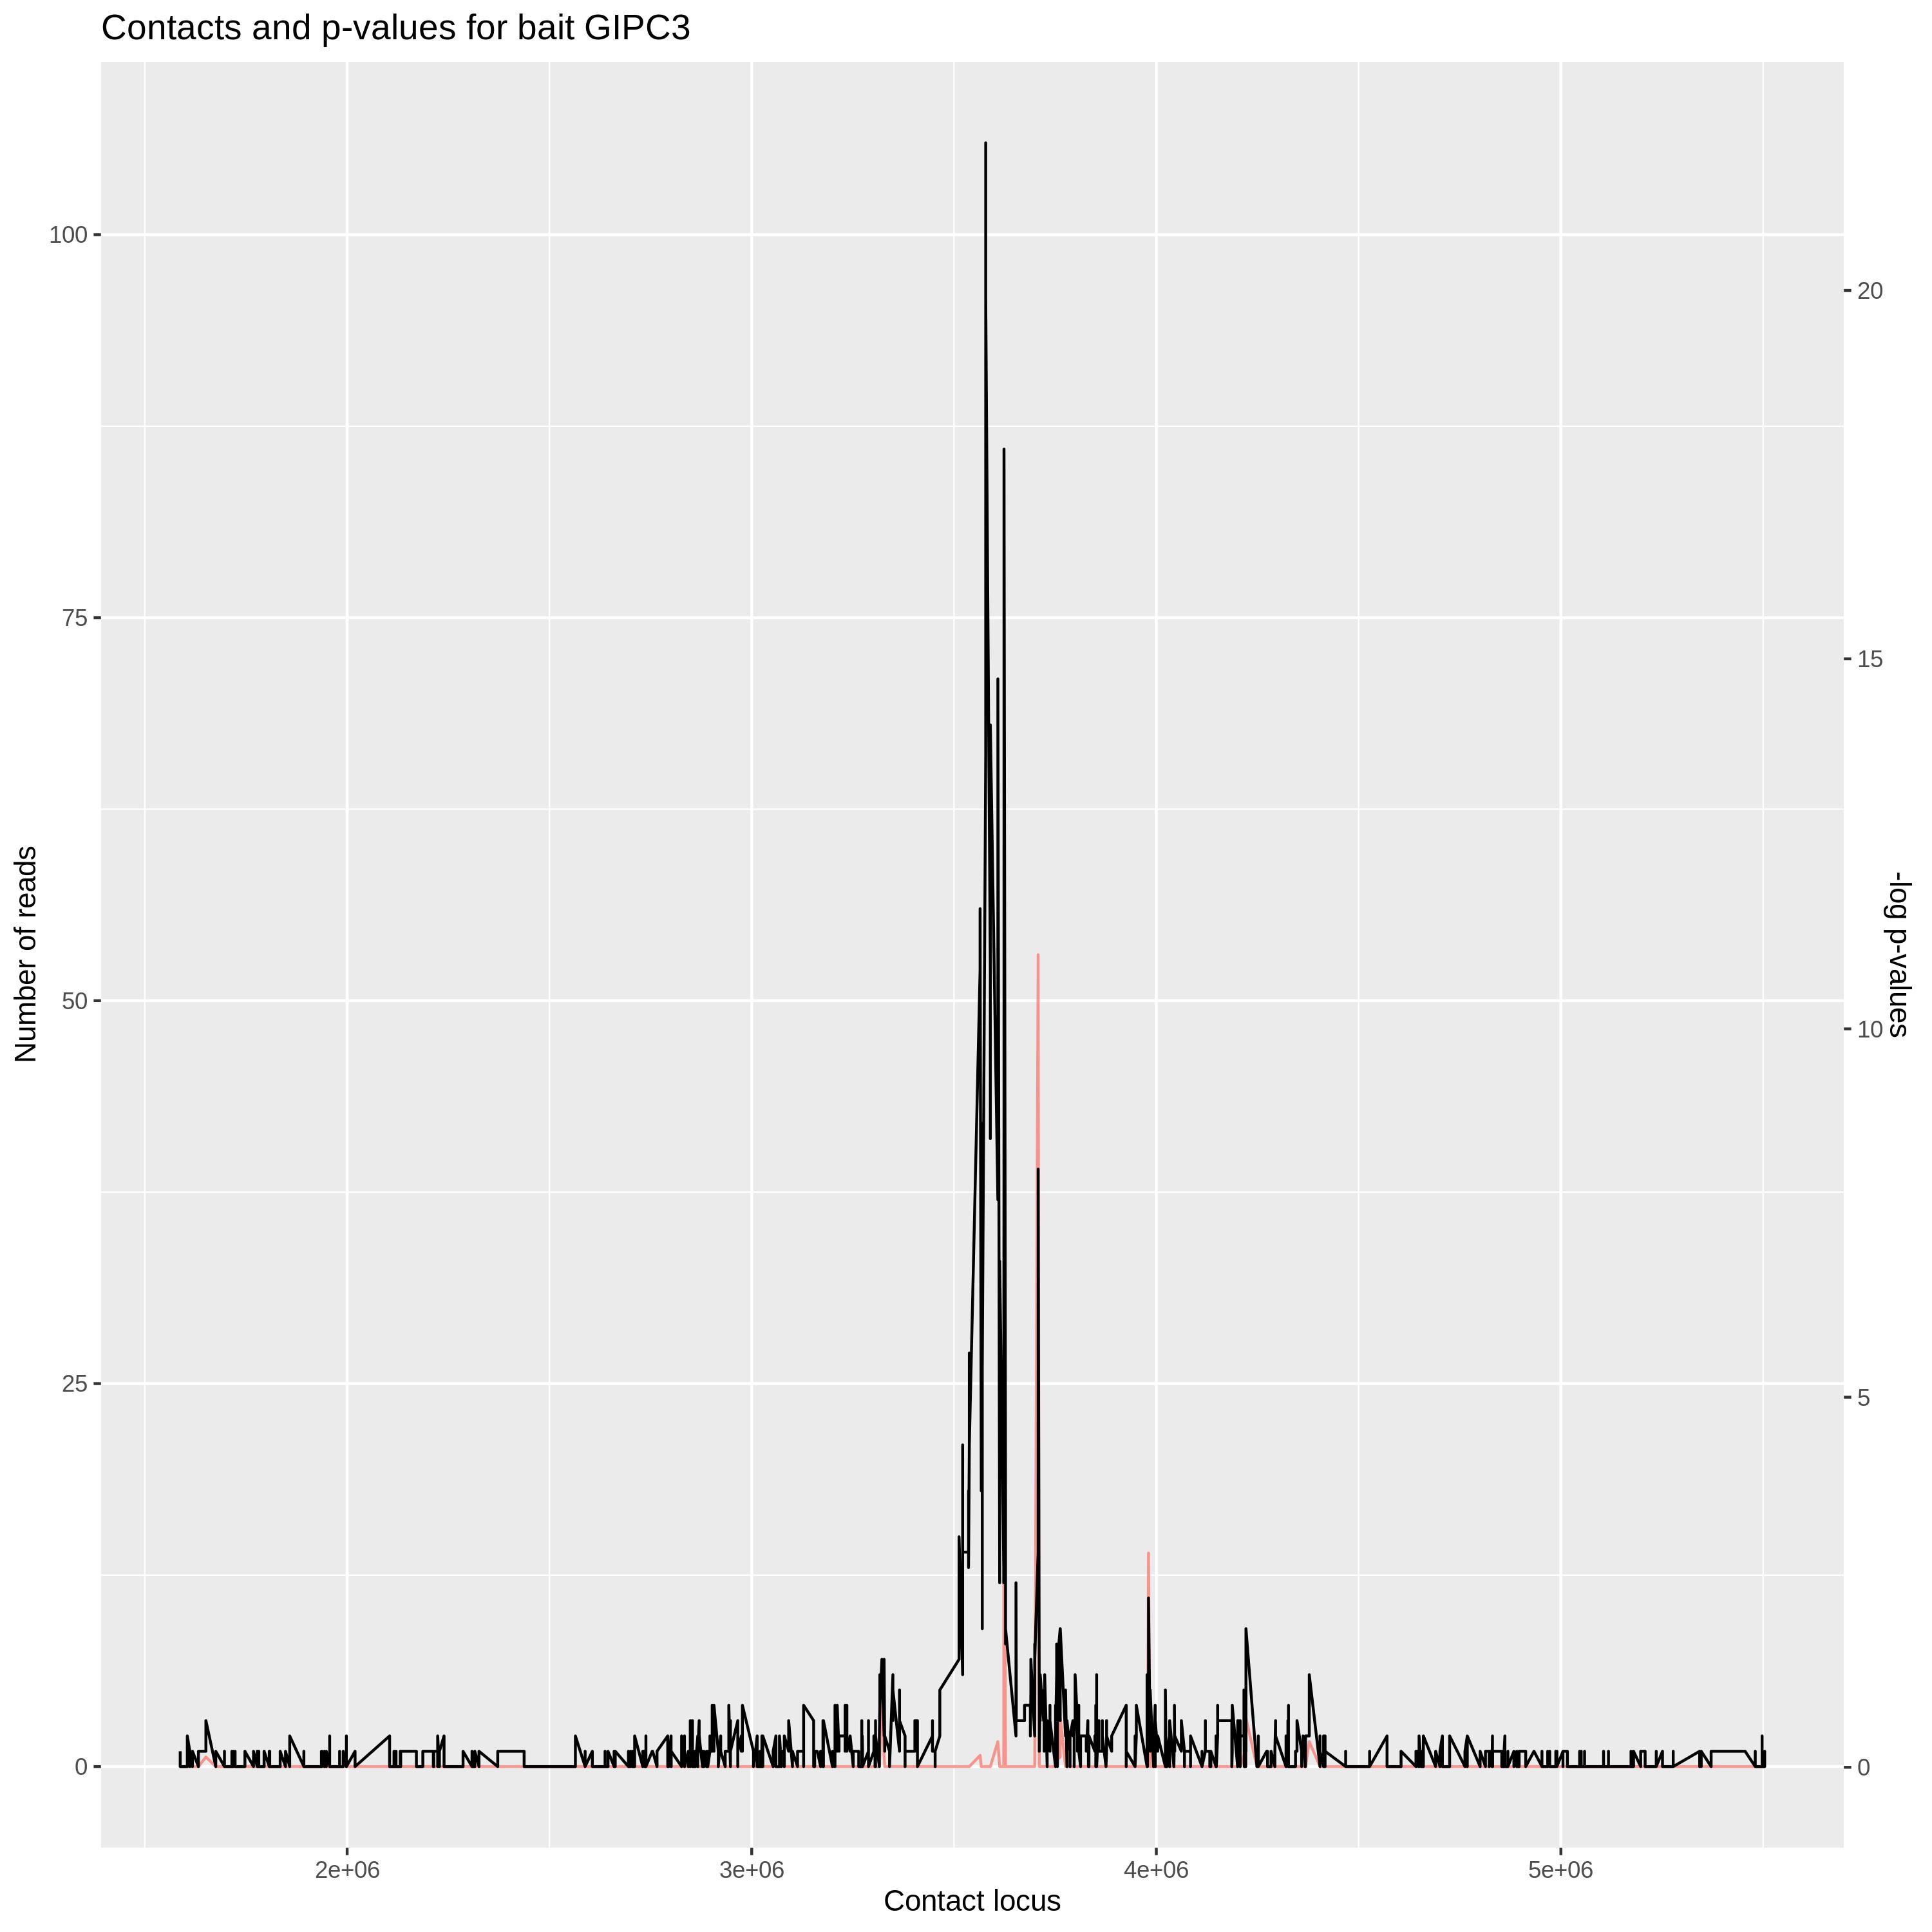 Contacts and p-values for bait GIPC3
100
75
50
25
0
Number of reads
20
15
10
5
0
-log p-values
2e+06
3e+06
4e+06
5e+06
Contact locus